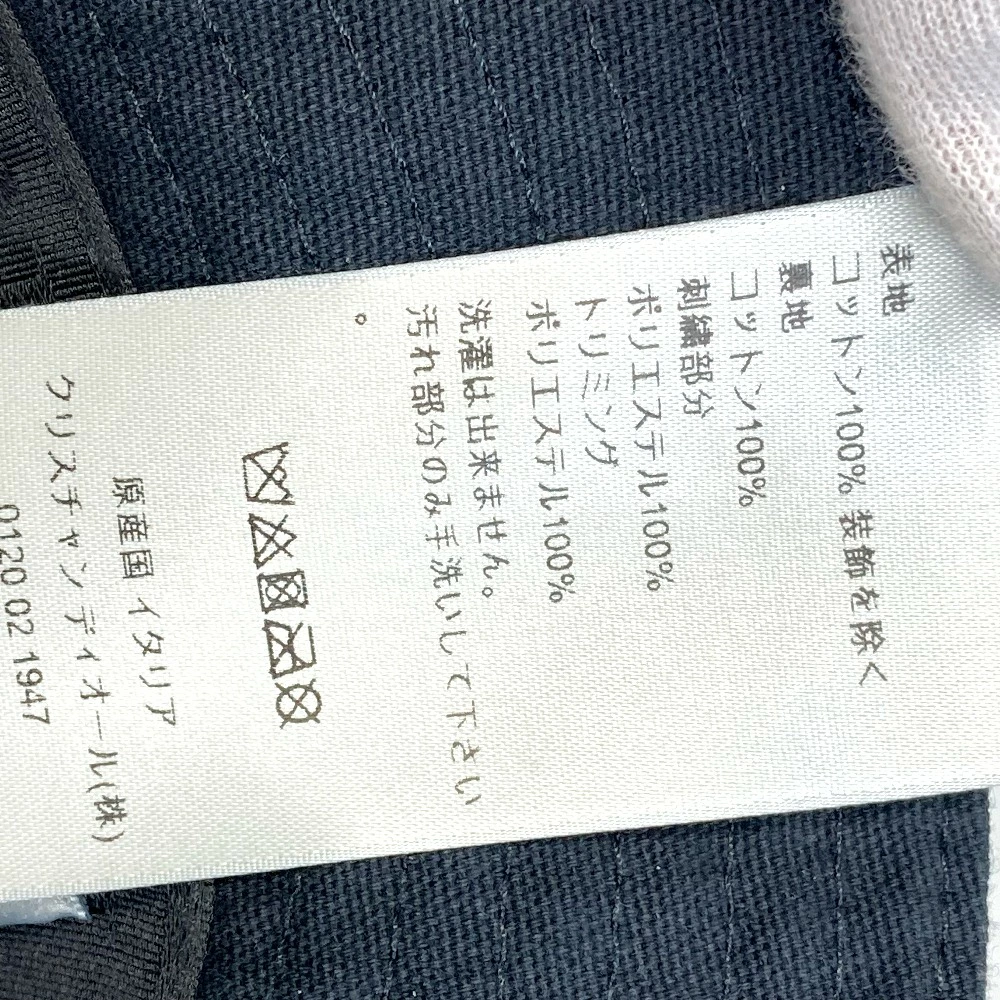 表地
コットン100% 装飾を除く
裏地
コットン100%
刺繍部分
ポリエステル100%
トリミング
ポリエステル100%
洗濯は出来ません。
汚れ部分のみ手洗いして下さい
。
原産国 イタリア
クリスチャン ディオール(株)
0120 02 1947